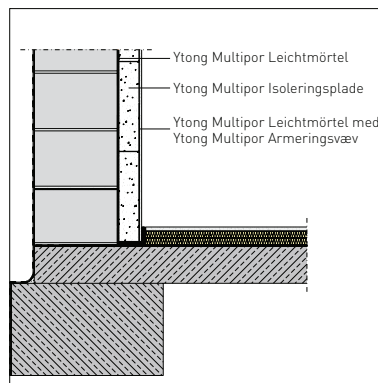 Ytong Multipor Leichtmörtel
Ytong Multipor Isoleringsplade
Ytong Multipor Leichtmörtel med
Ytong Multipor Armeringsvæv